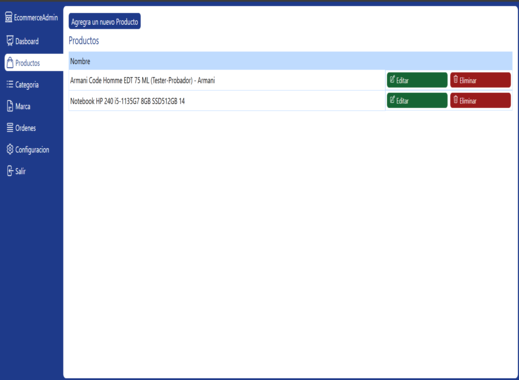 EcommerceAdmin
Dasboard
Productos
Categoria
Marca
Ordenes
Configuracion
Salir
Agregra un nuevo Producto
Productos
Nombre
Armani Code Homme EDT 75 ML (Tester-Probador) - Armani Editar Eliminar
Notebook HP 240 i5-1135G7 8GB SSD512GB 14 Editar Eliminar